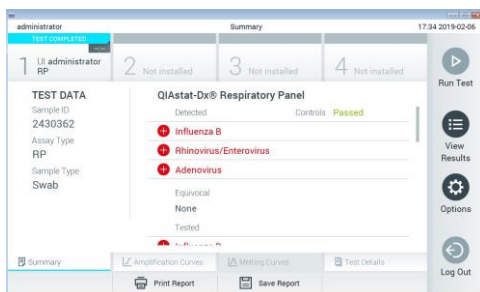 administrator Summary 17:34 2019-02-06
TEST COMPLETED
1 UI administrator RP
2 Not installed
3 Not installed
4 Not installed
Run Test
TEST DATA
Sample ID
2430362
Assay Type
RP
Sample Type
Swab
QIAstat-Dx® Respiratory Panel
Detected Controls Passed
Influenza B
Rhinovirus/Enterovirus
Adenovirus
Equivocal
None
Tested
View Results
Options
Summary
Amplification Curves
Melting Curves
Test Details
Print Report
Save Report
Log Out